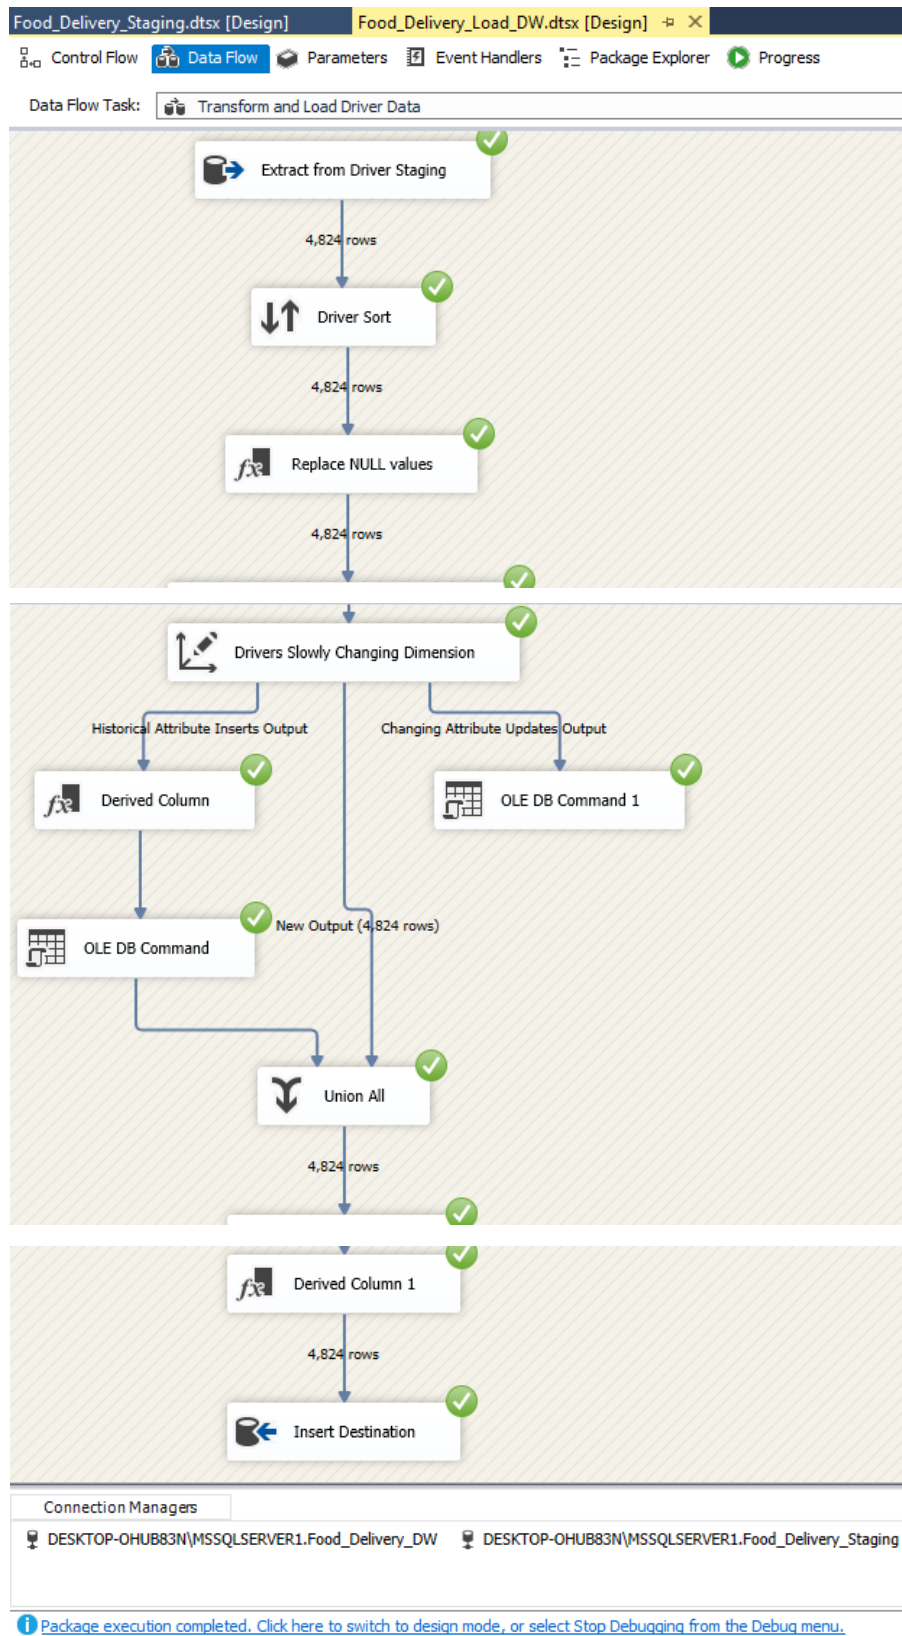 Food_Delivery_Staging.dtsx [Design] Food_Delivery_Load_DW.dtsx [Design]
Control Flow Data Flow Parameters Event Handlers Package Explorer Progress
Data Flow Task: Transform and Load Driver Data
Extract from Driver Staging
4,824 rows
Driver Sort
4,824 rows
Replace NULL values
4,824 rows
Drivers Slowly Changing Dimension
Historical Attribute Inserts Output Changing Attribute Updates Output
Derived Column OLE DB Command 1
New Output (4,824 rows)
OLE DB Command
Union All
4,824 rows
Derived Column 1
4,824 rows
Insert Destination
Connection Managers
DESKTOP-OHUB83N\MSSQLSERVER1.Food_Delivery_DW DESKTOP-OHUB83N\MSSQLSERVER1.Food_Delivery_Staging
Package execution completed. Click here to switch to design mode, or select Stop Debugging from the Debug menu.